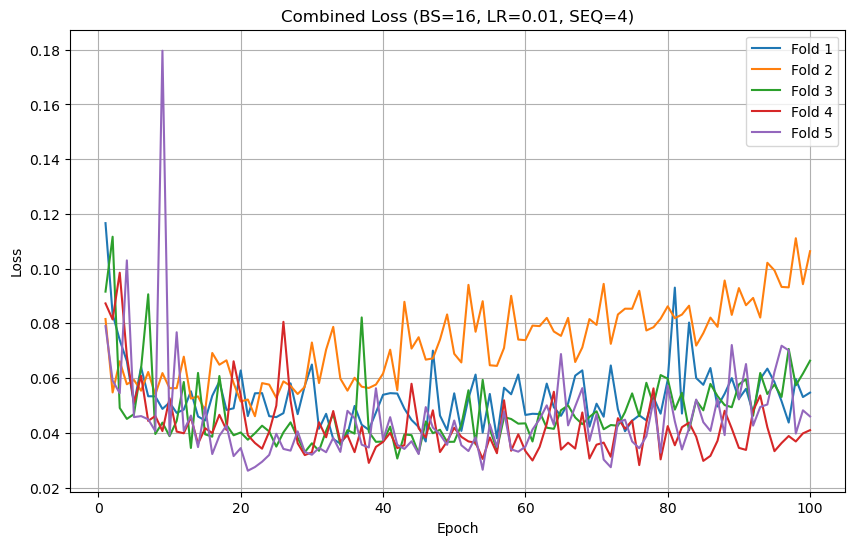 Combined Loss (BS=16, LR=0.01, SEQ=4)
Loss
0.18
0.16
0.14
0.12
0.10
0.08
0.06
0.04
0.02
Fold 1
Fold 2
Fold 3
Fold 4
Fold 5
0 20 40 60 80 100
Epoch